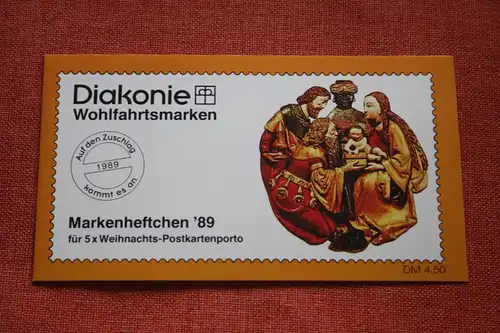 Diakonie
Wohlfahrtsmarken
Auf den Zuschlag
1989
kommt es an
Markenheftchen '89
für 5 x Weihnachts-Postkartenporto
DM 4,50